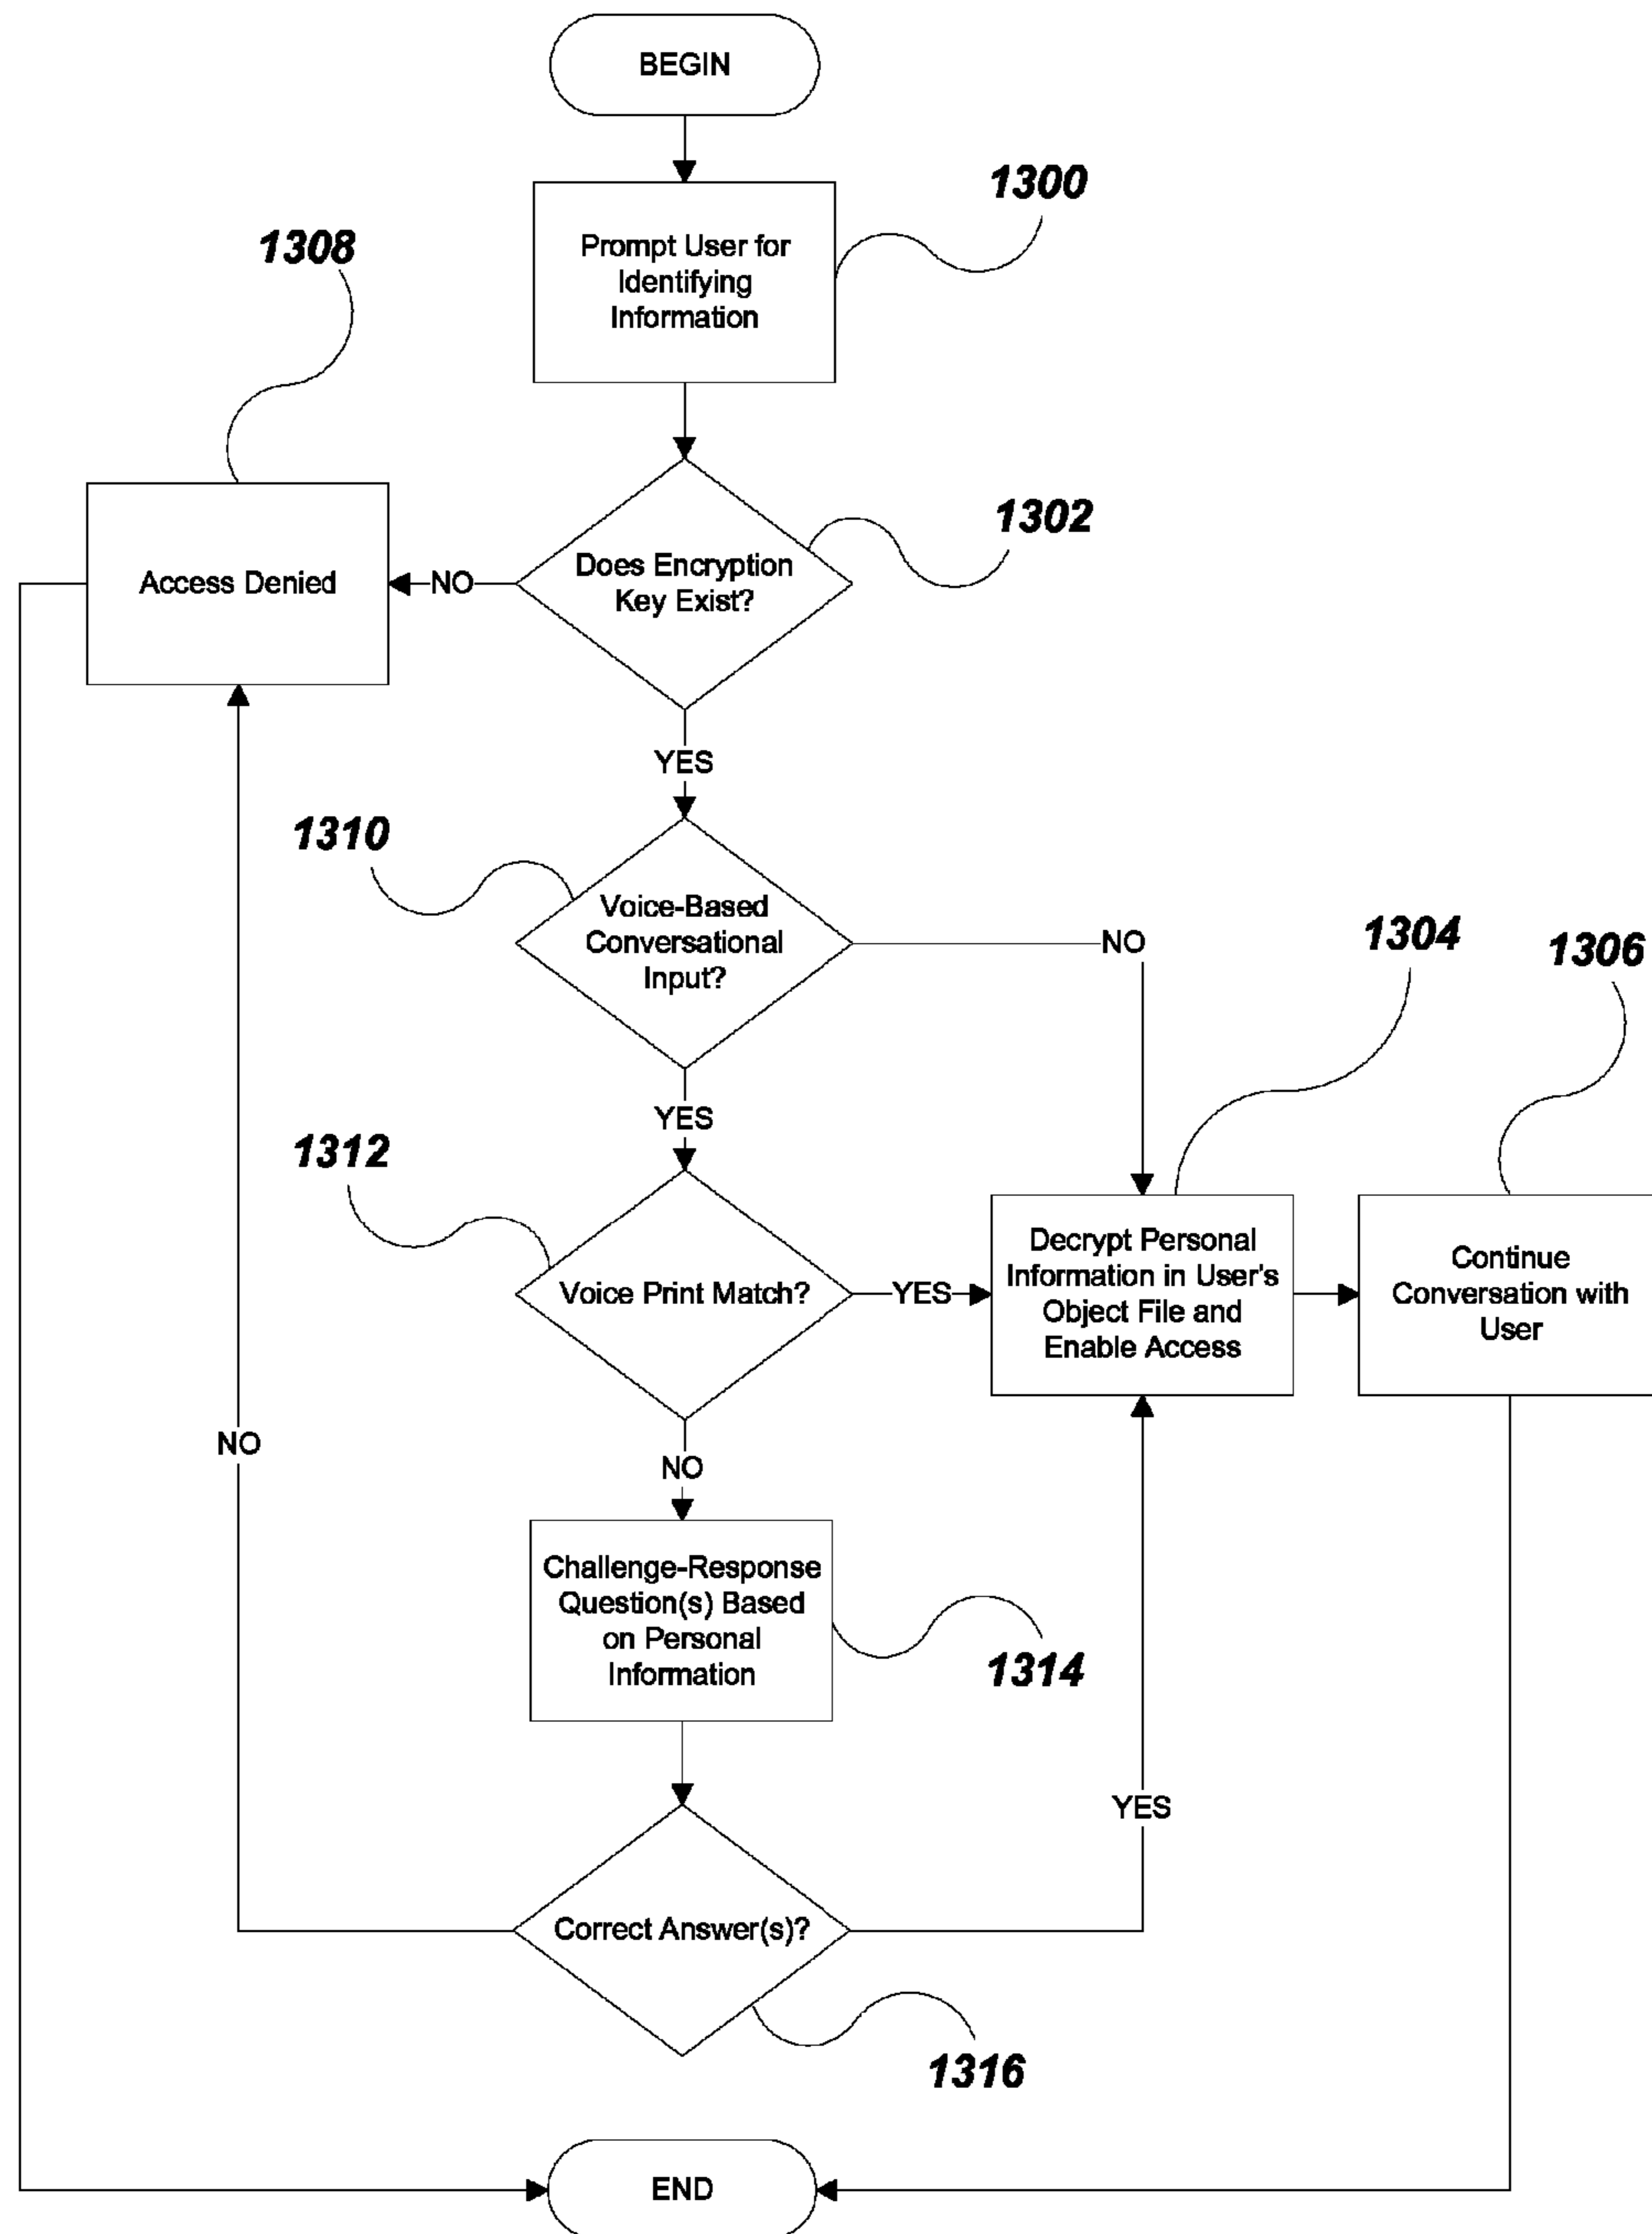 BEGIN
1300
Prompt User for
Identifying
Information
1308
1302
Does Encryption
Key Exist?
NO
Access Denied
YES
1310
Voice-Based
Conversational
Input?
NO
1304
1306
YES
1312
Voice Print Match?
YES
Decrypt Personal
Information in User's
Object File and
Enable Access
Continue
Conversation with
User
NO
NO
Challenge-Response
Question(s) Based
on Personal
Information
1314
YES
Correct Answer(s)?
1316
END